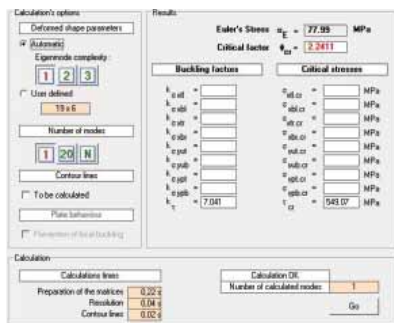 Calculation's options
Deformed shape parameters
Automatic
Eigenmode complexity:
1 2 3
User defined
19 x 6
Number of modes
1 20 N
Contour lines
To be calculated
Plate behaviour
Prevention of local buckling
Results
Euler's Stress σE = 77.99 MPa
Critical factor ϕcr = 2.2411
Buckling factors
Critical stresses
= = MPa
= = MPa
= = MPa
= = MPa
= = MPa
= = MPa
= = MPa
= = MPa
kτ = 7.041 τcr = 549.07 MPa
Calculation
Calculations times
Preparation of the matrices 0,22 s
Resolution 0,04 s
Contour lines 0,02 s
Calculation OK
Number of calculated modes 1
Go